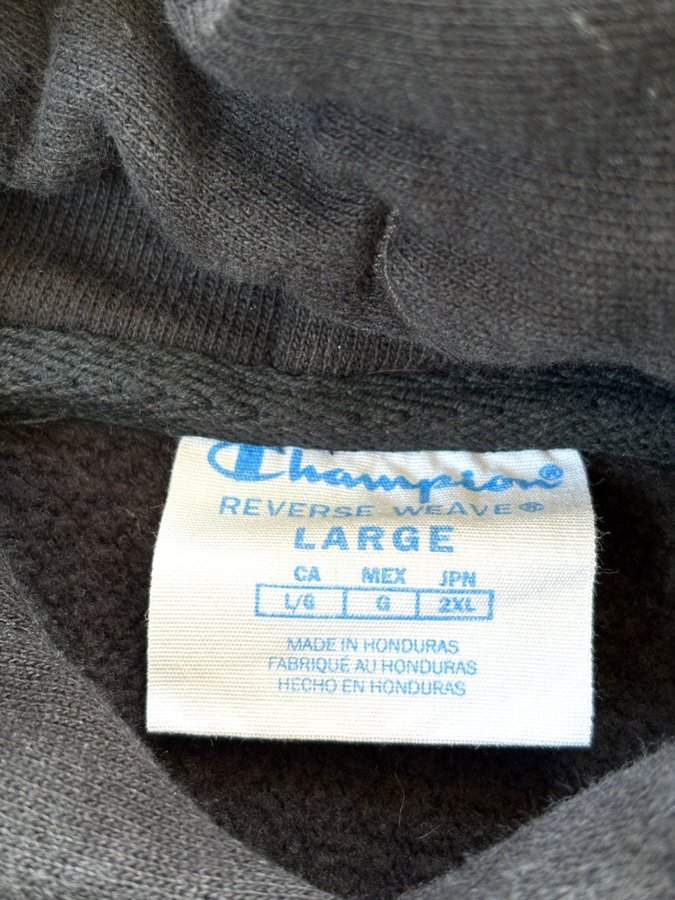 Champion®
REVERSE WEAVE®
LARGE
CA MEX JPN
L/G G 2XL
MADE IN HONDURAS
FABRIQUÉ AU HONDURAS
HECHO EN HONDURAS